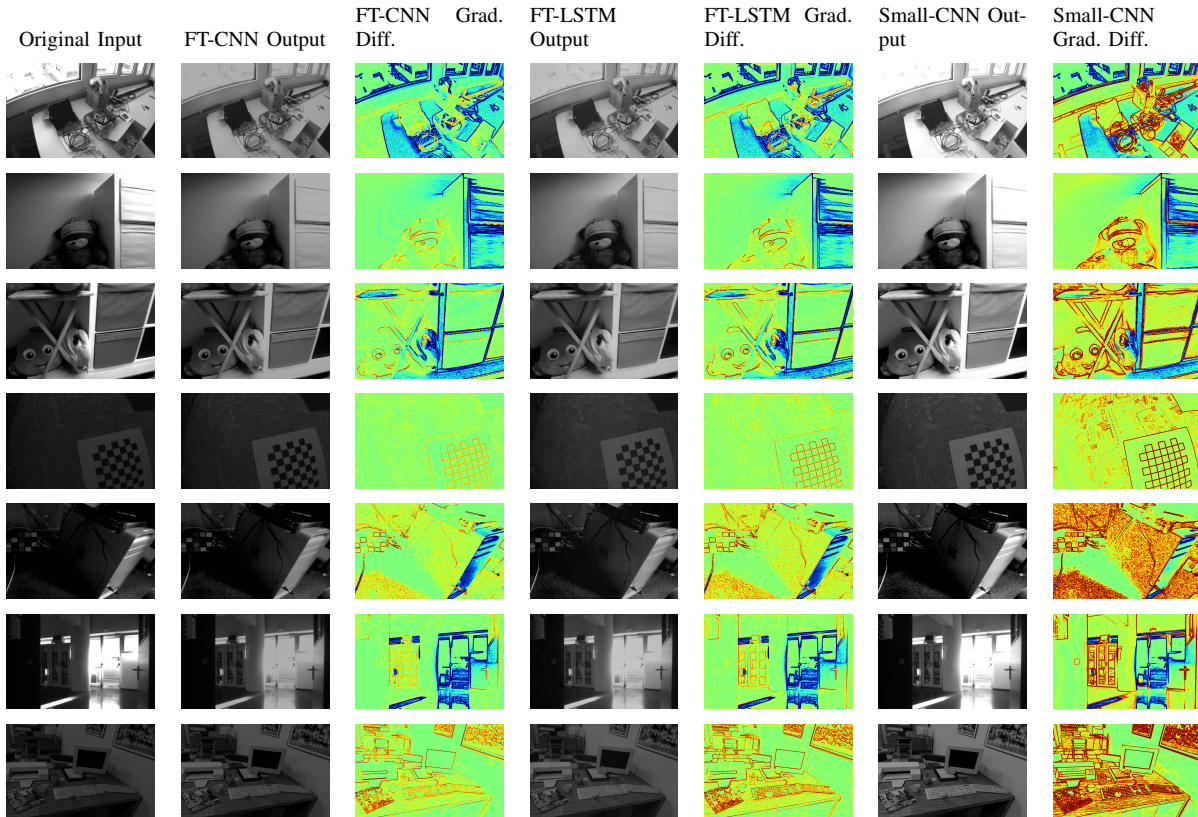 Original Input
FT-CNN Output
FT-CNN Grad.
Diff.
FT-LSTM
Output
FT-LSTM Grad.
Diff.
Small-CNN Out-
put
Small-CNN
Grad. Diff.